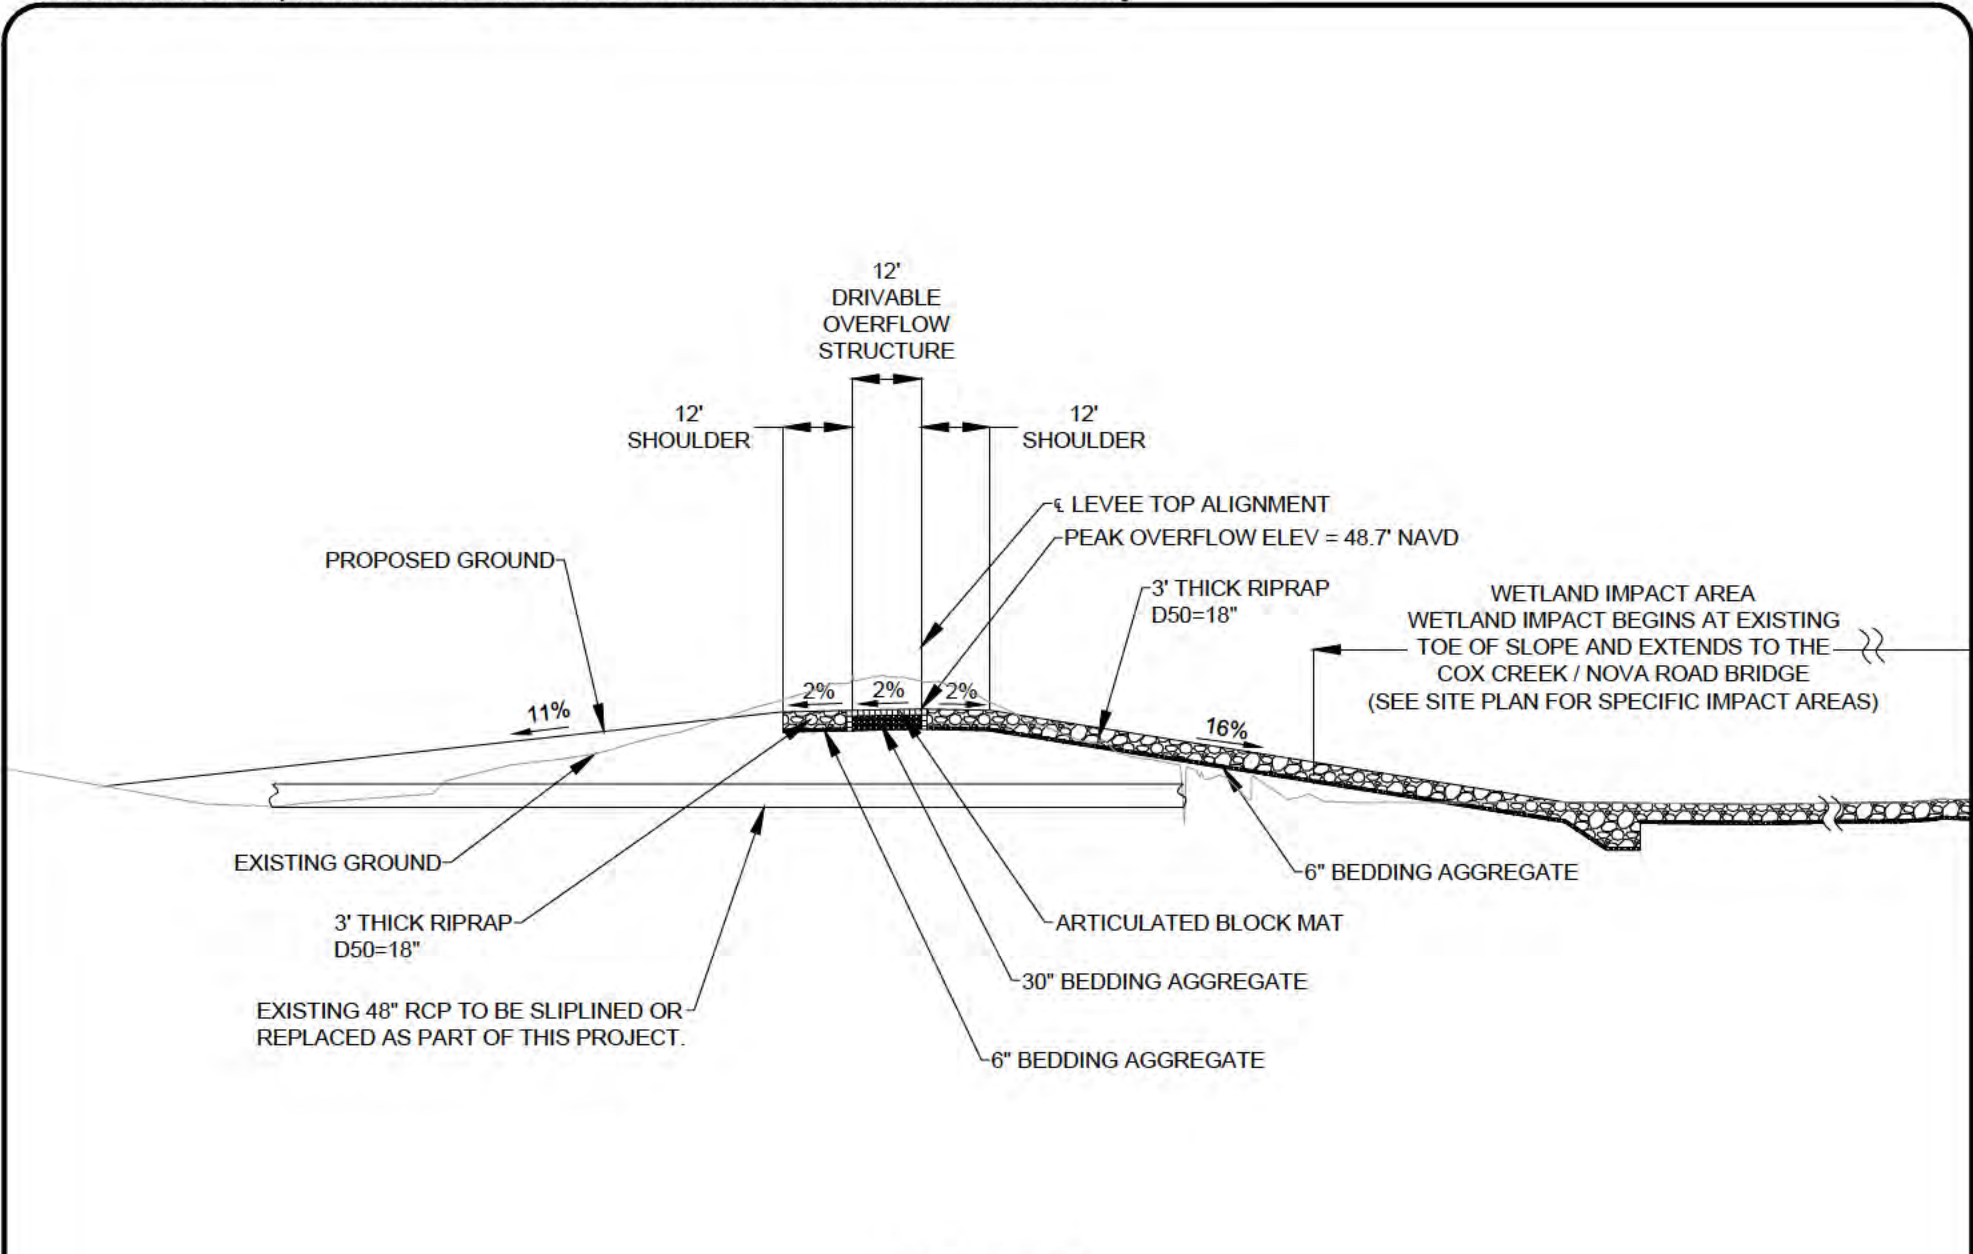 12'
DRIVABLE
OVERFLOW
STRUCTURE
12'
SHOULDER
12'
SHOULDER
℄ LEVEE TOP ALIGNMENT
PEAK OVERFLOW ELEV = 48.7' NAVD
PROPOSED GROUND
3' THICK RIPRAP
D50=18"
WETLAND IMPACT AREA
WETLAND IMPACT BEGINS AT EXISTING
TOE OF SLOPE AND EXTENDS TO THE
COX CREEK / NOVA ROAD BRIDGE
(SEE SITE PLAN FOR SPECIFIC IMPACT AREAS)
11%
2%
2%
2%
16%
EXISTING GROUND
6" BEDDING AGGREGATE
3' THICK RIPRAP
D50=18"
ARTICULATED BLOCK MAT
30" BEDDING AGGREGATE
EXISTING 48" RCP TO BE SLIPLINED OR
REPLACED AS PART OF THIS PROJECT.
6" BEDDING AGGREGATE